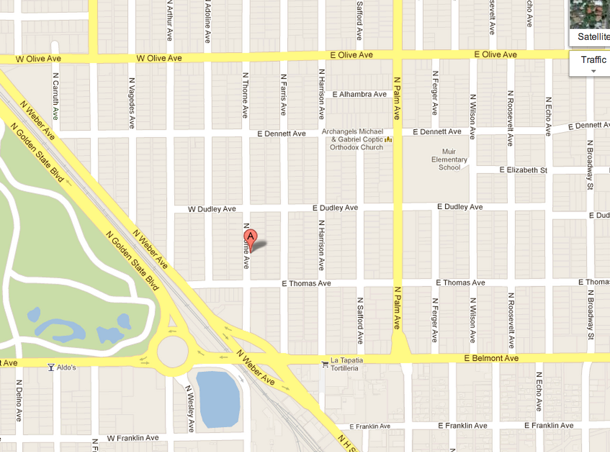 N Arthur Ave
N Adoline Ave
N Safford Ave
N Roosevelt Ave
Echo Ave
Satellite
W Olive Ave
W Olive Ave
E Olive Ave
E Olive Ave
Traffic
N Carruth Ave
N Vagedes Ave
N Thorne Ave
N Farris Ave
N Harrison Ave
E Alhambra Ave
N Palm Ave
N Ferger Ave
N Wilson Ave
N Roosevelt Ave
N Echo Ave
N Weber Ave
N Golden State Blvd
E Dennett Ave
Archangels Michael
& Gabriel Coptic
Orthodox Church
E Dennett Ave
E Dennett Ave
Muir
Elementary
School
E Elizabeth St
N Broadway St
W Dudley Ave
E Dudley Ave
E Dudley Ave
E Dud
A
N Weber Ave
N Golden State Blvd
N Harrison Ave
E Thomas Ave
E Thomas Ave
E Thomas
N Safford Ave
N Palm Ave
N Ferger Ave
N Wilson Ave
N Roosevelt Ave
N Broadway St
t Ave
Aldo's
N Weber Ave
La Tapatia
Tortilleria
E Belmont Ave
N Delno Ave
N Wesley Ave
N Echo Ave
W Franklin Ave
E Franklin Ave
E Franklin Ave
E Franklin Ave
N H S